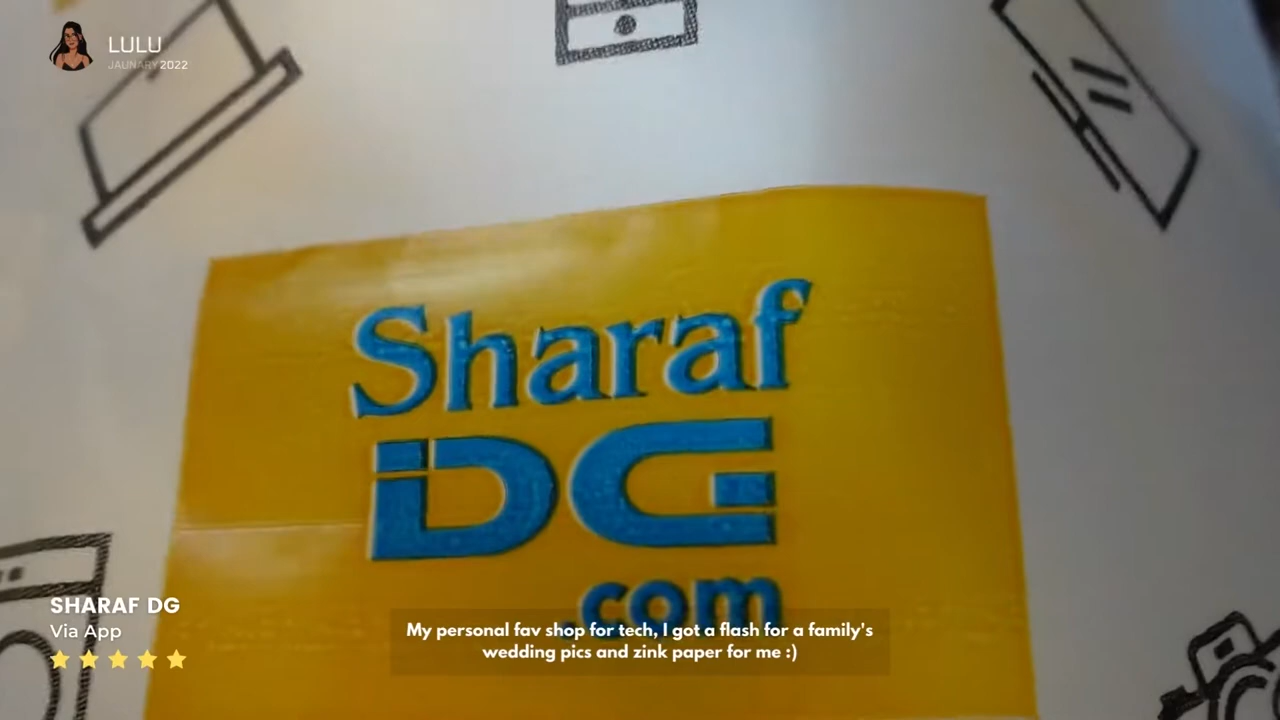 LULU
JAUNARY 2022
Sharaf
DG
.com
SHARAF DG
Via App
My personal fav shop for tech, I got a flash for a family's
wedding pics and zink paper for me :)